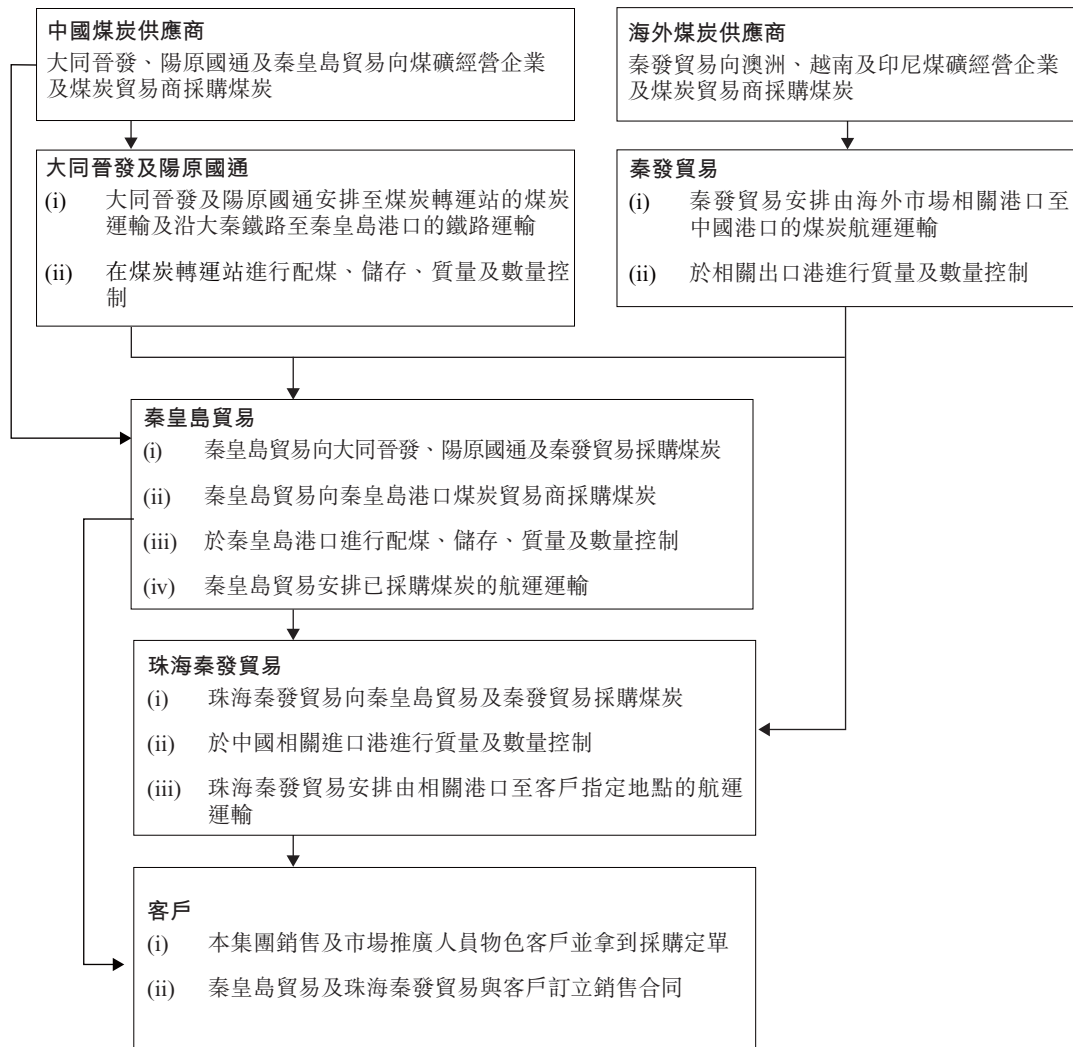 中國煤炭供應商
大同晉發、陽原國通及秦皇島貿易向煤礦經營企業
及煤炭貿易商採購煤炭
海外煤炭供應商
秦發貿易向澳洲、越南及印尼煤礦經營企業
及煤炭貿易商採購煤炭
大同晉發及陽原國通
(i) 大同晉發及陽原國通安排至煤炭轉運站的煤炭
運輸及沿大秦鐵路至秦皇島港口的鐵路運輸
(ii) 在煤炭轉運站進行配煤、儲存、質量及數量控
制
秦發貿易
(i) 秦發貿易安排由海外市場相關港口至
中國港口的煤炭航運運輸
(ii) 於相關出口港進行質量及數量控制
秦皇島貿易
(i) 秦皇島貿易向大同晉發、陽原國通及秦發貿易採購煤炭
(ii) 秦皇島貿易向秦皇島港口煤炭貿易商採購煤炭
(iii) 於秦皇島港口進行配煤、儲存、質量及數量控制
(iv) 秦皇島貿易安排已採購煤炭的航運運輸
珠海秦發貿易
(i) 珠海秦發貿易向秦皇島貿易及秦發貿易採購煤炭
(ii) 於中國相關進口港進行質量及數量控制
(iii) 珠海秦發貿易安排由相關港口至客戶指定地點的航運
運輸
客戶
(i) 本集團銷售及市場推廣人員物色客戶並拿到採購定單
(ii) 秦皇島貿易及珠海秦發貿易與客戶訂立銷售合同